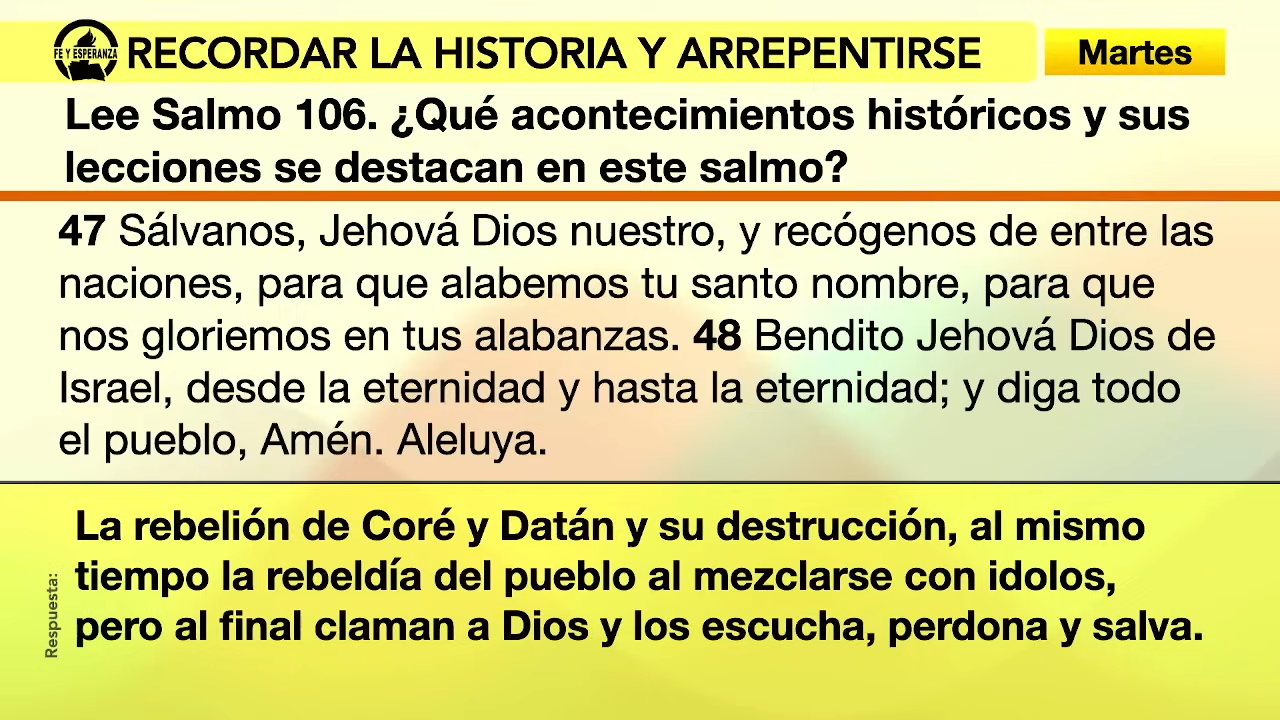 FE Y ESPERANZA
RECORDAR LA HISTORIA Y ARREPENTIRSE
Martes
Lee Salmo 106. ¿Qué acontecimientos históricos y sus
lecciones se destacan en este salmo?
47 Sálvanos, Jehová Dios nuestro, y recógenos de entre las
naciones, para que alabemos tu santo nombre, para que
nos gloriemos en tus alabanzas. 48 Bendito Jehová Dios de
Israel, desde la eternidad y hasta la eternidad; y diga todo
el pueblo, Amén. Aleluya.
Respuesta:
La rebelión de Coré y Datán y su destrucción, al mismo
tiempo la rebeldía del pueblo al mezclarse con idolos,
pero al final claman a Dios y los escucha, perdona y salva.